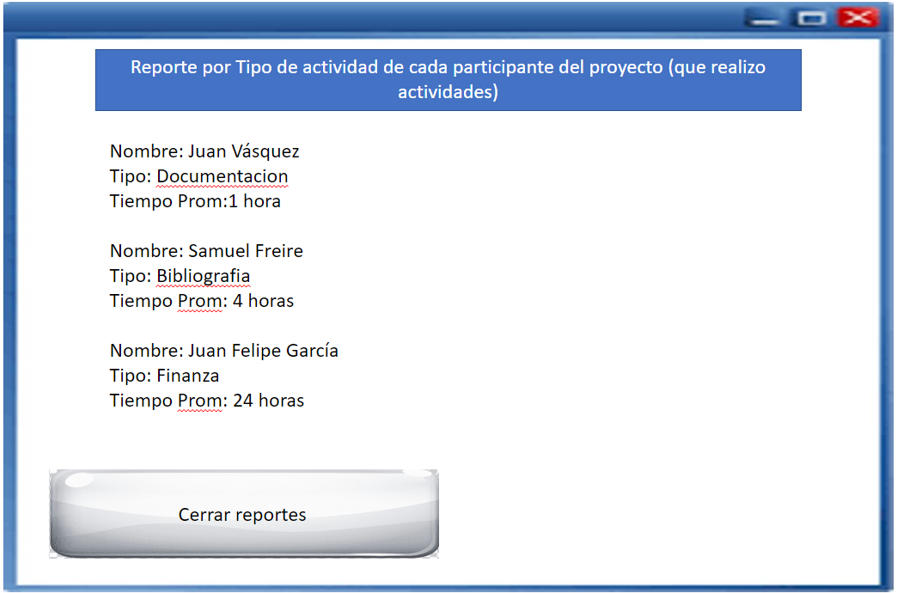 Reporte por Tipo de actividad de cada participante del proyecto (que realizo
actividades)
Nombre: Juan Vásquez
Tipo: Documentacion
Tiempo Prom:1 hora
Nombre: Samuel Freire
Tipo: Bibliografia
Tiempo Prom: 4 horas
Nombre: Juan Felipe García
Tipo: Finanza
Tiempo Prom: 24 horas
Cerrar reportes